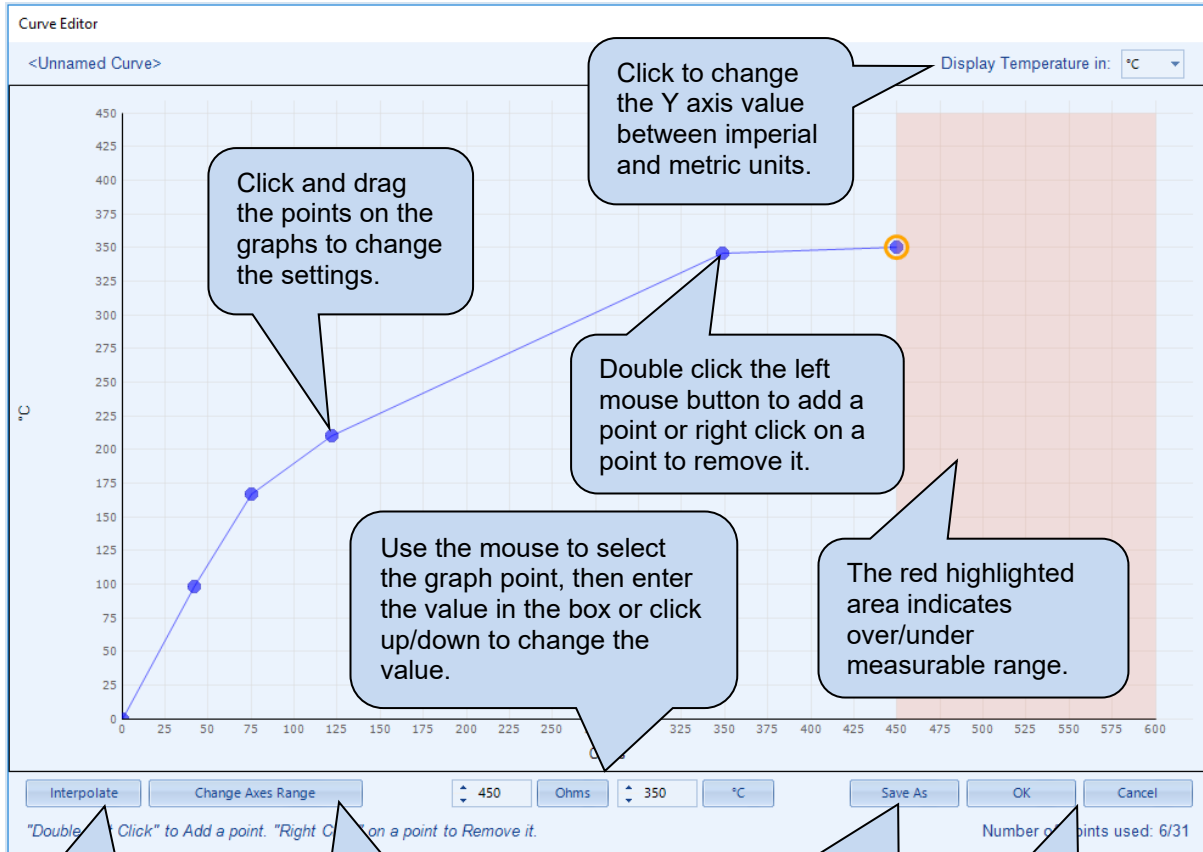 Curve Editor
<Unnamed Curve>
Display Temperature in: °C
Click to change
the Y axis value
between imperial
and metric units.
Click and drag
the points on the
graphs to change
the settings.
Double click the left
mouse button to add a
point or right click on a
point to remove it.
Use the mouse to select
the graph point, then enter
the value in the box or click
up/down to change the
value.
The red highlighted
area indicates
over/under
measurable range.
450
425
400
375
350
325
300
275
250
225
200
175
150
125
100
75
50
25
0
°C
0 25 50 75 100 125 150 175 200 225 250 325 350 375 400 425 450 475 500 525 550 575 600
Interpolate Change Axes Range 450 Ohms 350 °C Save As OK Cancel
"Double Click" to Add a point. "Right on a point to Remove it.
Number used: 6/31